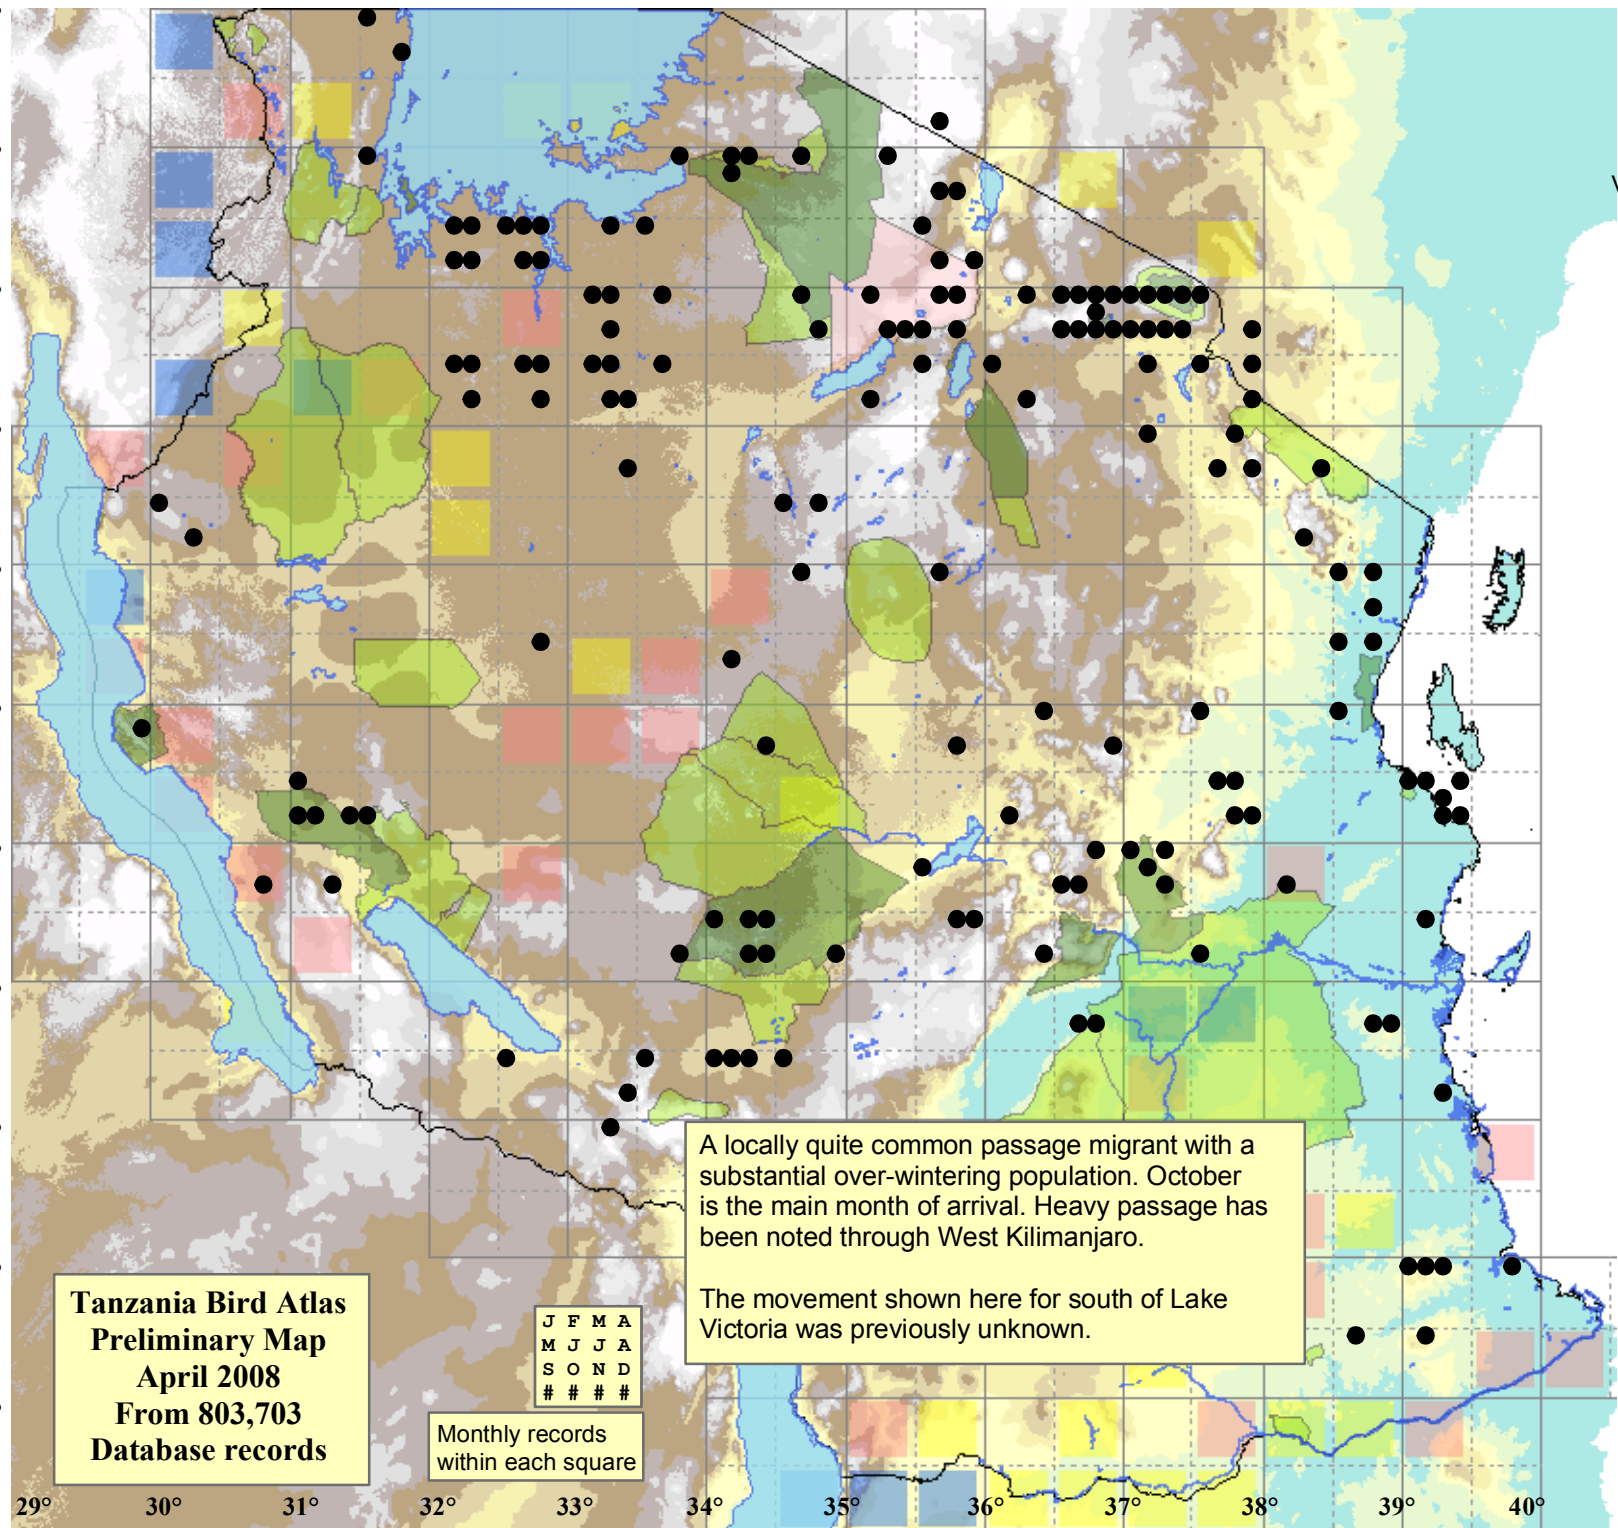 A locally quite common passage migrant with a
substantial over-wintering population. October
is the main month of arrival. Heavy passage has
been noted through West Kilimanjaro.
The movement shown here for south of Lake
Victoria was previously unknown.
Tanzania Bird Atlas
Preliminary Map
April 2008
From 803,703
Database records
J F M A
M J J A
S O N D
# # # #
Monthly records
within each square
29° 30° 31° 32° 33° 34° 35° 36° 37° 38° 39° 40°